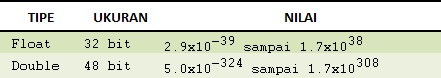 TIPE UKURAN NILAI
Float 32 bit 2.9x10⁻³⁹ sampai 1.7x10³⁸
Double 48 bit 5.0x10⁻³²⁴ sampai 1.7x10³⁰⁸